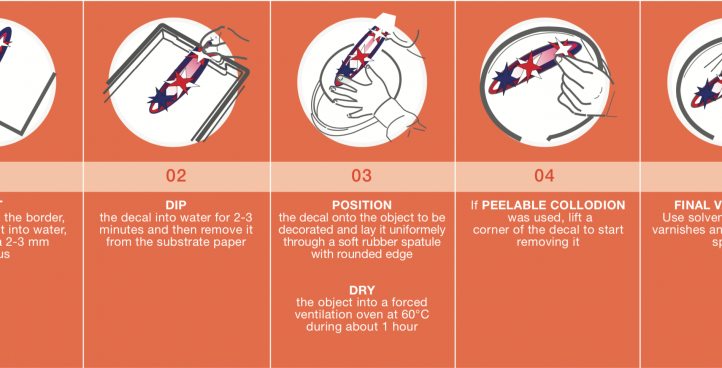 T
the border,
t into water,
a 2-3 mm
us
02
DIP
the decal into water for 2-3
minutes and then remove it
from the substrate paper
03
POSITION
the decal onto the object to be
decorated and lay it uniformely
through a soft rubber spatule
with rounded edge
DRY
the object into a forced
ventilation oven at 60°C
during about 1 hour
04
If PEELABLE COLLODION
was used, lift a
corner of the decal to start
removing it
FINAL V
Use solven
varnishes an
sp